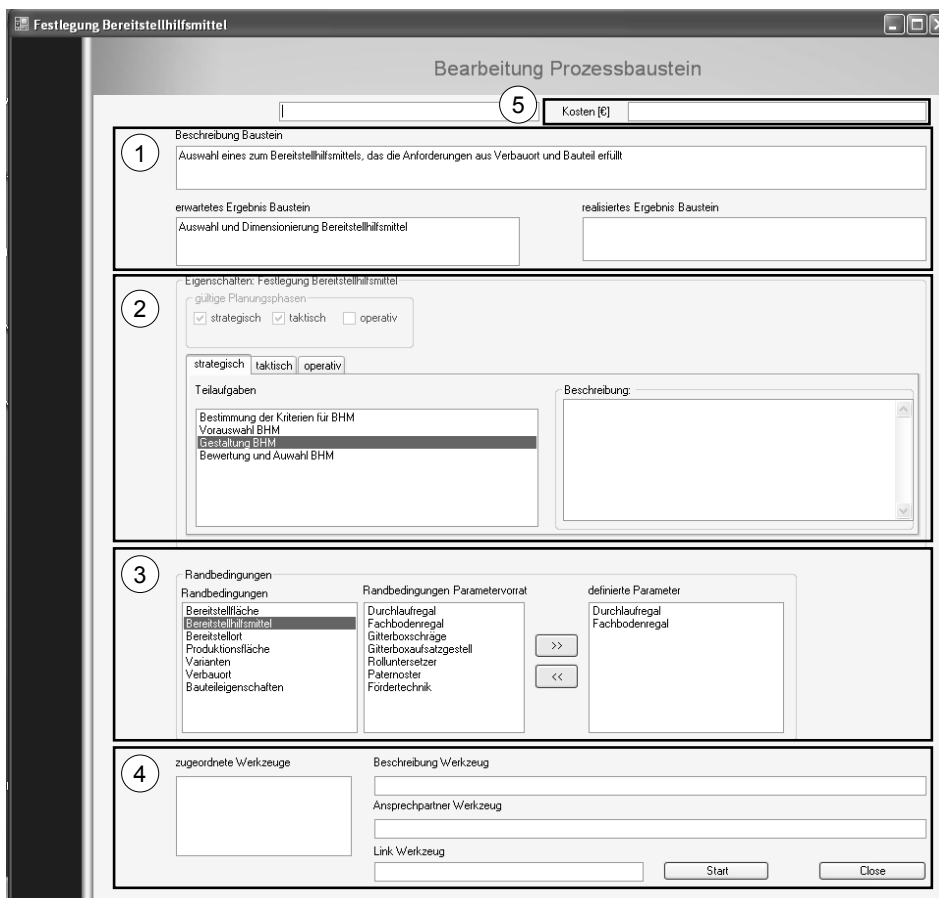 Festlegung Bereitstellhilfsmittel
Bearbeitung Prozessbaustein
5
Kosten [€]
1
Beschreibung Baustein
Auswahl eines zum Bereitstellhilfsmittels, das die Anforderungen aus Verbauort und Bauteil erfüllt
erwartetes Ergebnis Baustein
realisiertes Ergebnis Baustein
Auswahl und Dimensionierung Bereitstellhilfsmittel
2
Eigenschaften: Festlegung Bereitstellhilfsmittel
gültige Planungsphasen
strategisch taktisch operativ
strategisch taktisch operativ
Teilaufgaben
Beschreibung:
Bestimmung der Kriterien für BHM
Vorauswahl BHM
Gestaltung BHM
Bewertung und Auwahl BHM
3
Randbedingungen
Randbedingungen
Bereitstellfläche
Bereitstellhilfsmittel
Bereitstellort
Produktionsfläche
Varianten
Verbauort
Bauteileigenschaften
Randbedingungen Parametervorrat
Durchlaufregal
Fachbodenregal
Gitterboxschräge
Gitterboxaufsatzgestell
Rolluntersetzer
Paternoster
Fördertechnik
>>
<<
definierte Parameter
Durchlaufregal
Fachbodenregal
4
zugeordnete Werkzeuge
Beschreibung Werkzeug
Ansprechpartner Werkzeug
Link Werkzeug
Start
Close